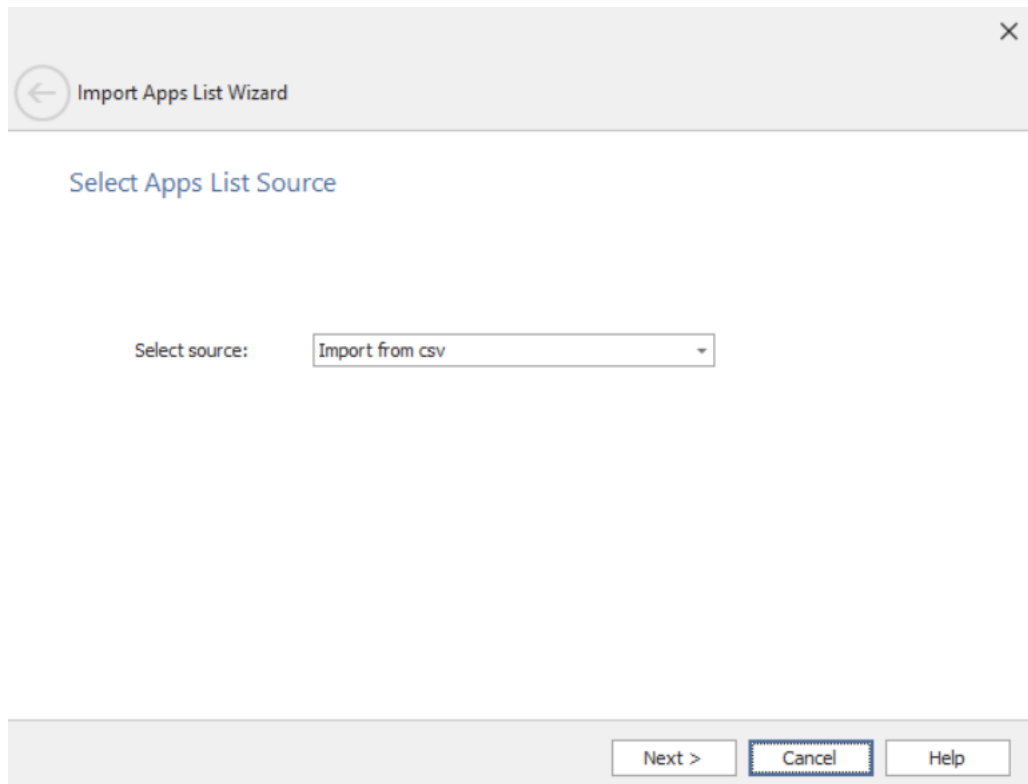 Import Apps List Wizard
Select Apps List Source
Select source: Import from csv
Next > Cancel Help